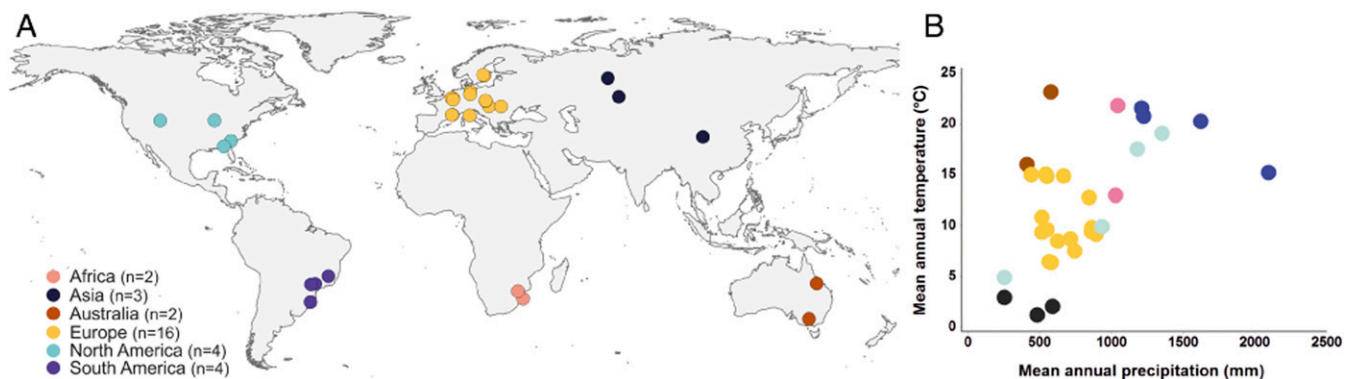 A
Africa (n=2)
Asia (n=3)
Australia (n=2)
Europe (n=16)
North America (n=4)
South America (n=4)
B
Mean annual temperature (°C)
25
20
15
10
5
0
0 500 1000 1500 2000 2500
Mean annual precipitation (mm)